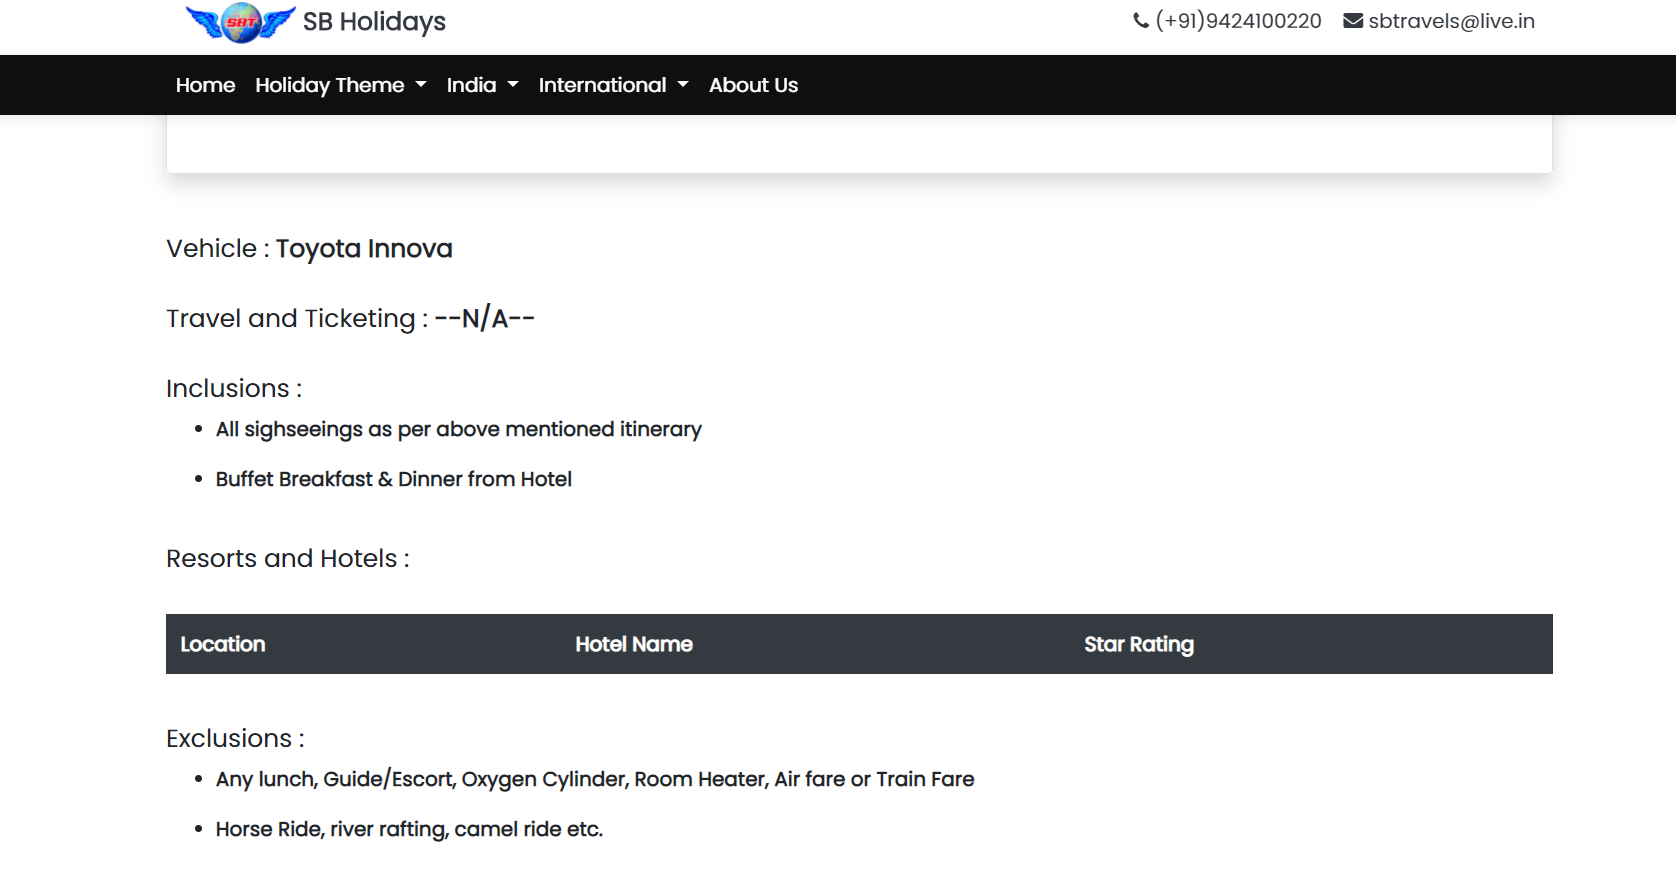 SBT SB Holidays (+91)9424100220 sbtravels@live.in
Home Holiday Theme India International About Us
Vehicle : Toyota Innova
Travel and Ticketing : --N/A--
Inclusions :
• All sighseeings as per above mentioned itinerary
• Buffet Breakfast & Dinner from Hotel
Resorts and Hotels :
Location Hotel Name Star Rating
Exclusions :
• Any lunch, Guide/Escort, Oxygen Cylinder, Room Heater, Air fare or Train Fare
• Horse Ride, river rafting, camel ride etc.